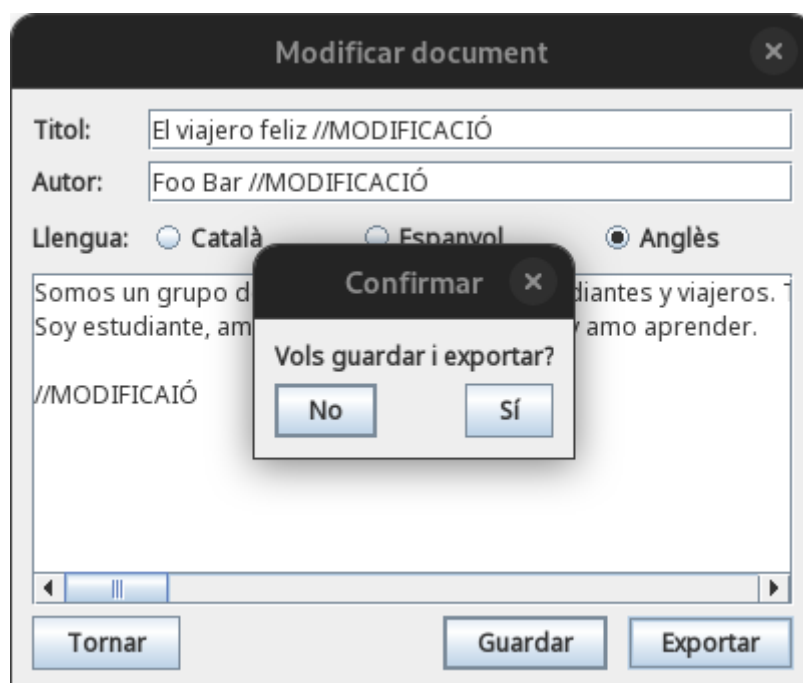 Modificar document
Titol: El viajero feliz //MODIFICACIÓ
Autor: Foo Bar //MODIFICACIÓ
Llengua: Català Espanyol Anglès
Somos un grupo d diantes y viajeros. T
Soy estudiante, am y amo aprender.
//MODIFICAIÓ
Confirmar
Vols guardar i exportar?
No Sí
Tornar Guardar Exportar